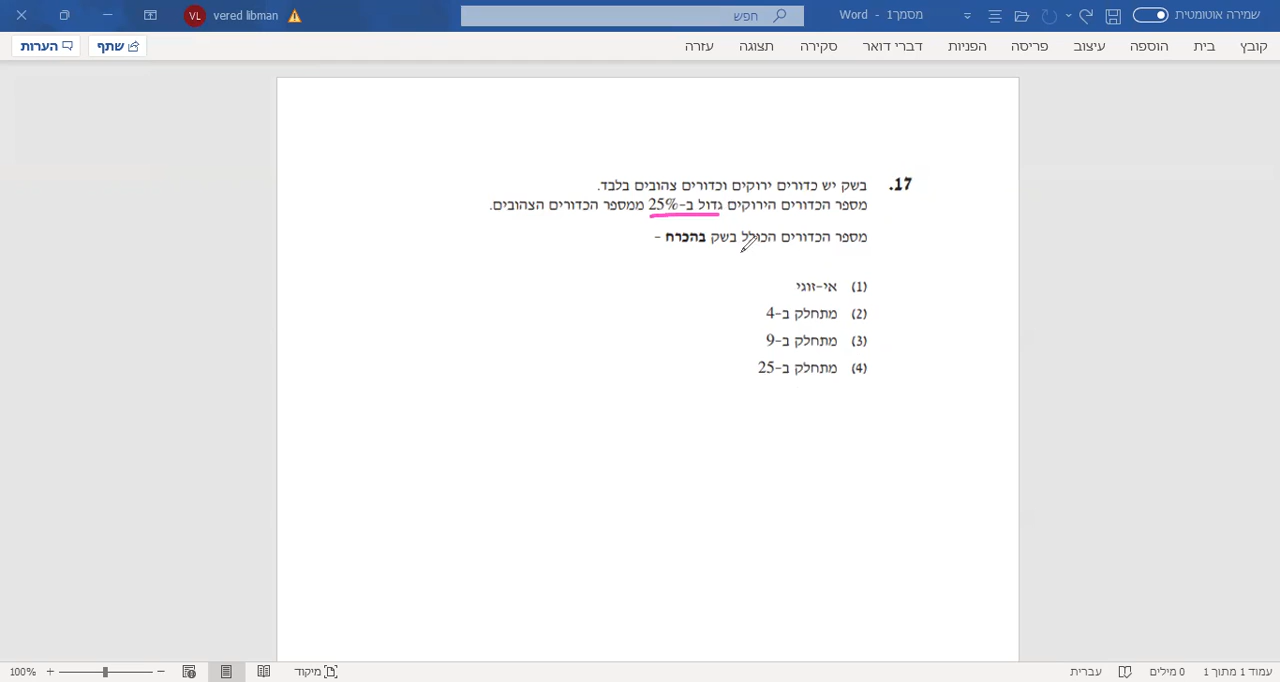 שמירה אוטומטית
מסמך1 - Word
חפש
vered libman
VL
קובץ
בית
הוספה
עיצוב
פריסה
הפניות
דברי דואר
סקירה
תצוגה
עזרה
שתף
הערות
17. בשק יש כדורים ירוקים וכדורים צהובים בלבד.
מספר הכדורים הירוקים גדול ב-25% ממספר הכדורים הצהובים.
מספר הכדורים הכולל בשק בהכרח -
(1) אי-זוגי
(2) מתחלק ב-4
(3) מתחלק ב-9
(4) מתחלק ב-25
עמוד 1 מתוך 1
0 מילים
עברית
מיקוד
100%